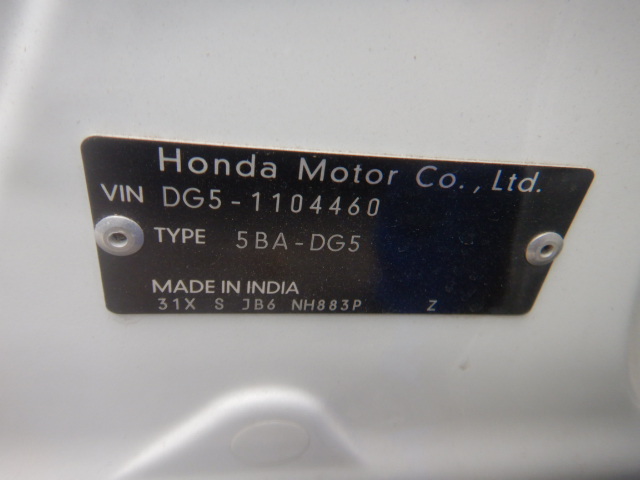 Honda Motor Co., Ltd.
VIN DG5-1104460
TYPE 5BA-DG5
MADE IN INDIA
31X S JB6 NH883P Z